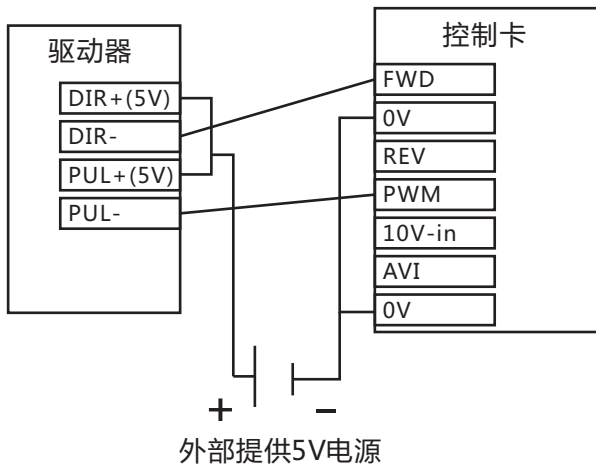 驱动器
DIR+(5V)
DIR-
PUL+(5V)
PUL-
控制卡
FWD
0V
REV
PWM
10V-in
AVI
0V
+ -
外部提供5V电源